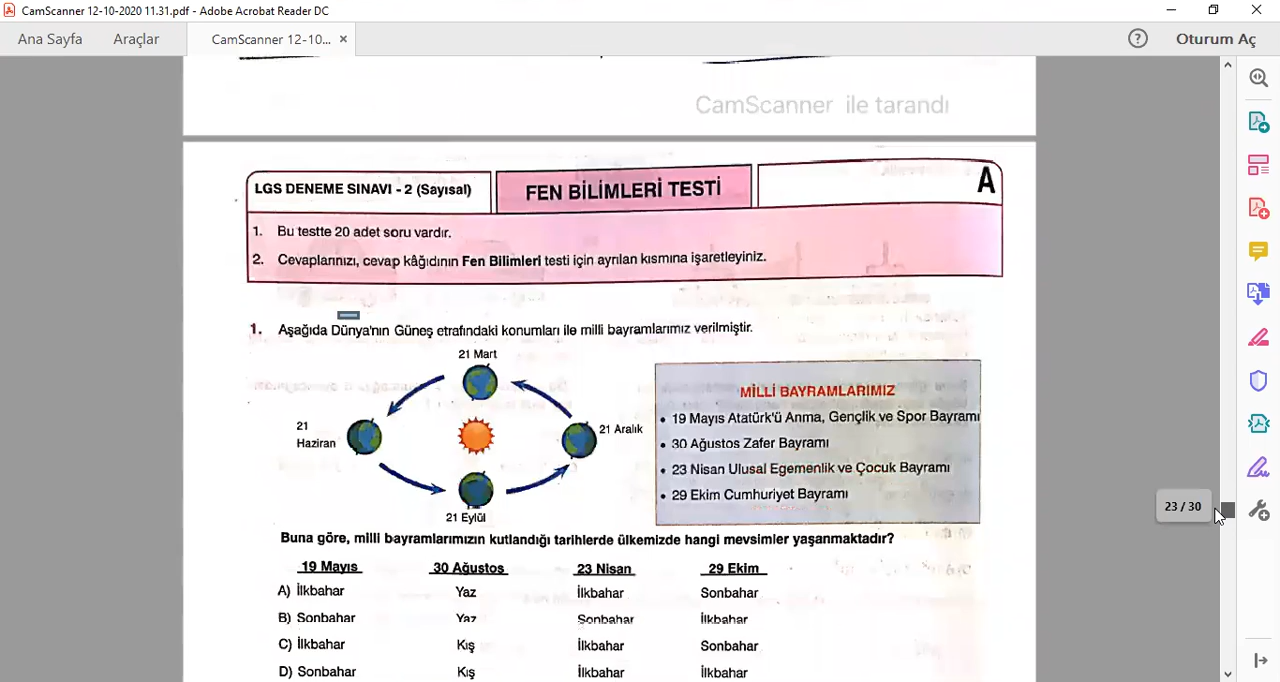 CamScanner 12-10-2020 11.31.pdf - Adobe Acrobat Reader DC
Ana Sayfa Araçlar CamScanner 12-10... × Oturum Aç
CamScanner ile tarandı
LGS DENEME SINAVI - 2 (Sayısal) FEN BİLİMLERİ TESTİ A
1. Bu testte 20 adet soru vardır.
2. Cevaplarınızı, cevap kâğıdının Fen Bilimleri testi için ayrılan kısmına işaretleyiniz.
1. Aşağıda Dünya'nın Güneş etrafındaki konumları ile milli bayramlarımız verilmiştir.
21 Mart
21
Haziran
21 Aralık
21 Eylül
MİLLİ BAYRAMLARIMIZ
• 19 Mayıs Atatürk'ü Anma, Gençlik ve Spor Bayramı
• 30 Ağustos Zafer Bayramı
• 23 Nisan Ulusal Egemenlik ve Çocuk Bayramı
• 29 Ekim Cumhuriyet Bayramı
23 / 30
Buna göre, milli bayramlarımızın kutlandığı tarihlerde ülkemizde hangi mevsimler yaşanmaktadır?
19 Mayıs 30 Ağustos 23 Nisan 29 Ekim
A) İlkbahar Yaz İlkbahar Sonbahar
B) Sonbahar Yaz Sonbahar İlkbahar
C) İlkbahar Kış İlkbahar Sonbahar
D) Sonbahar Kış İlkbahar İlkbahar